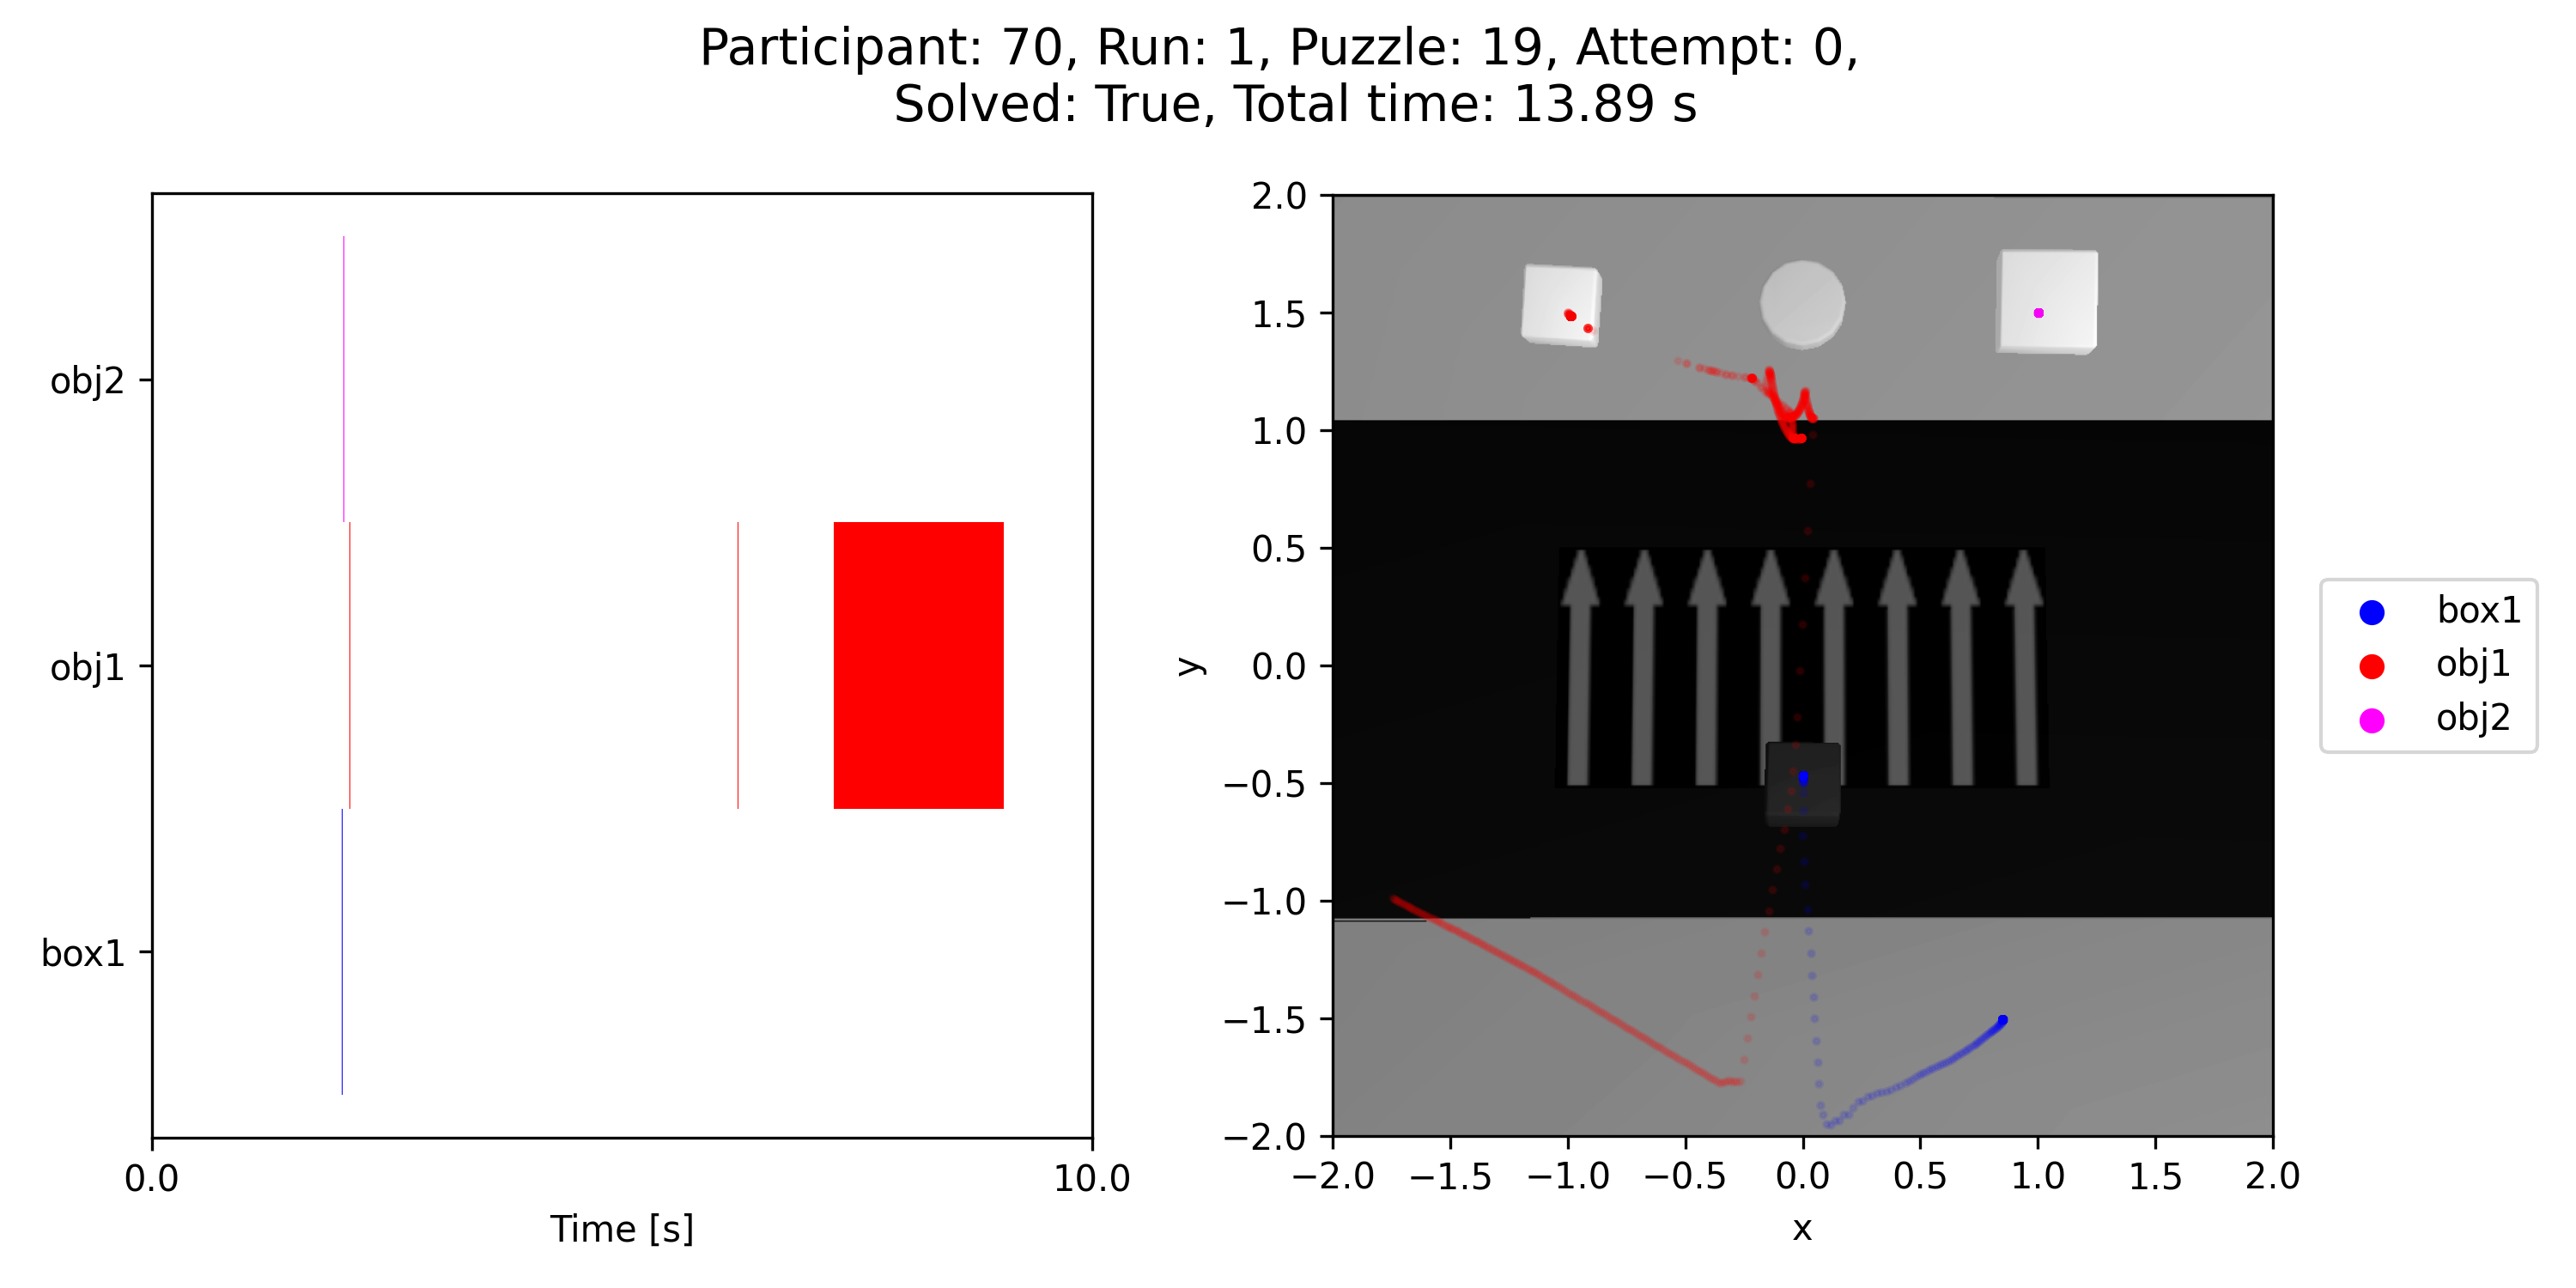 Participant: 70, Run: 1, Puzzle: 19, Attempt: 0,
Solved: True, Total time: 13.89 s
obj2
obj1
box1
0.0
10.0
Time [s]
2.0
1.5
1.0
0.5
0.0
−0.5
−1.0
−1.5
−2.0
y
−2.0
−1.5
−1.0
−0.5
0.0
0.5
1.0
1.5
2.0
x
box1
obj1
obj2